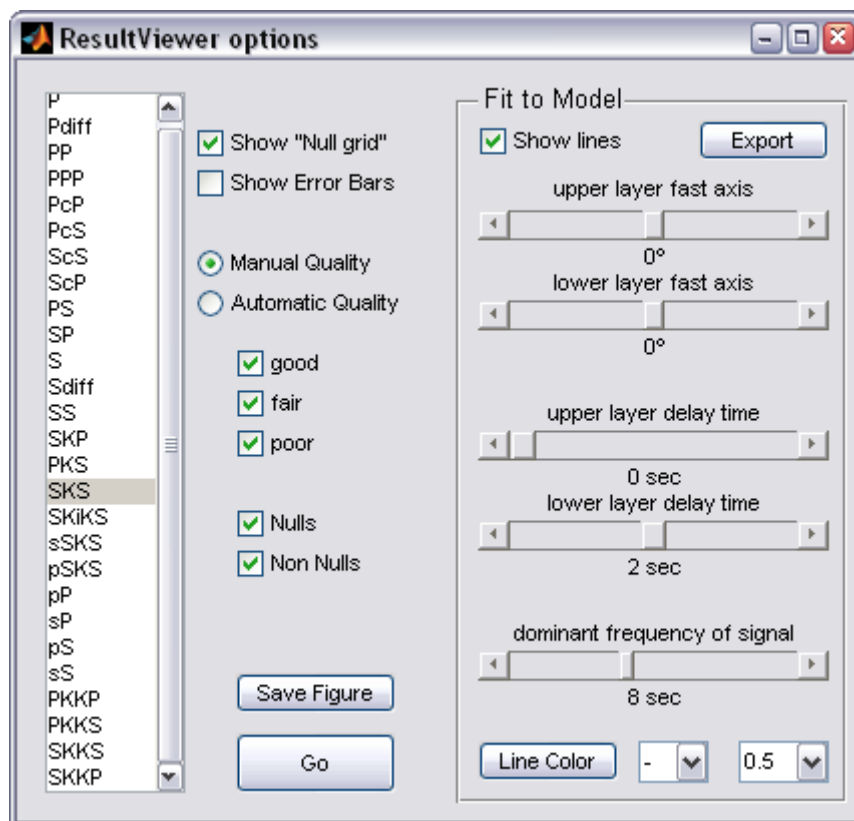 ResultViewer options
P
Pdiff
PP
PPP
PcP
PcS
ScS
ScP
PS
SP
S
Sdiff
SS
SKP
PKS
SKS
SKiKS
sSKS
pSKS
pP
sP
pS
sS
PKKP
PKKS
SKKS
SKKP
Show "Null grid"
Show Error Bars
Manual Quality
Automatic Quality
good
fair
poor
Nulls
Non Nulls
Save Figure
Go
Fit to Model
Show lines
Export
upper layer fast axis
0°
lower layer fast axis
0°
upper layer delay time
0 sec
lower layer delay time
2 sec
dominant frequency of signal
8 sec
Line Color
-
0.5